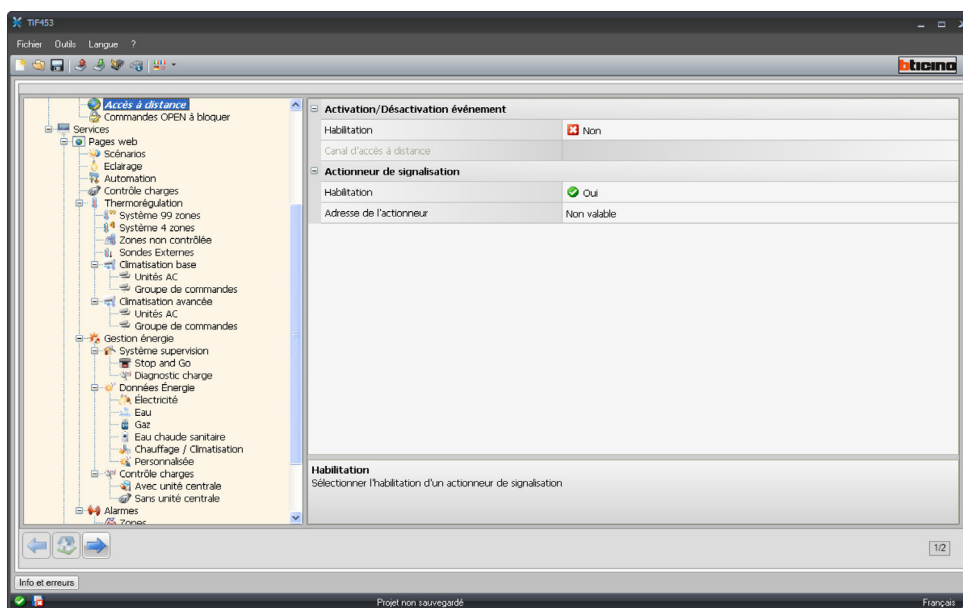 TiF453
Fichier Outils Langue ?
bticino
Accès à distance
Commandes OPEN à bloquer
Services
Pages web
Scénarios
Eclairage
Automation
Contrôle charges
Thermorégulation
Système 99 zones
Système 4 zones
Zones non contrôlée
Sondes Externes
Climatisation base
Unités AC
Groupe de commandes
Climatisation avancée
Unités AC
Groupe de commandes
Gestion énergie
Système supervision
Stop and Go
Diagnostic charge
Données Énergie
Électricité
Eau
Gaz
Eau chaude sanitaire
Chauffage / Climatisation
Personnalisée
Contrôle charges
Avec unité centrale
Sans unité centrale
Alarmes
Zones
Activation/Désactivation événement
Habilitation Non
Canal d'accès à distance
Actionneur de signalisation
Habilitation Oui
Adresse de l'actionneur Non valable
Habilitation
Sélectionner l'habilitation d'un actionneur de signalisation
1/2
Info et erreurs
Projet non sauvegardé Français